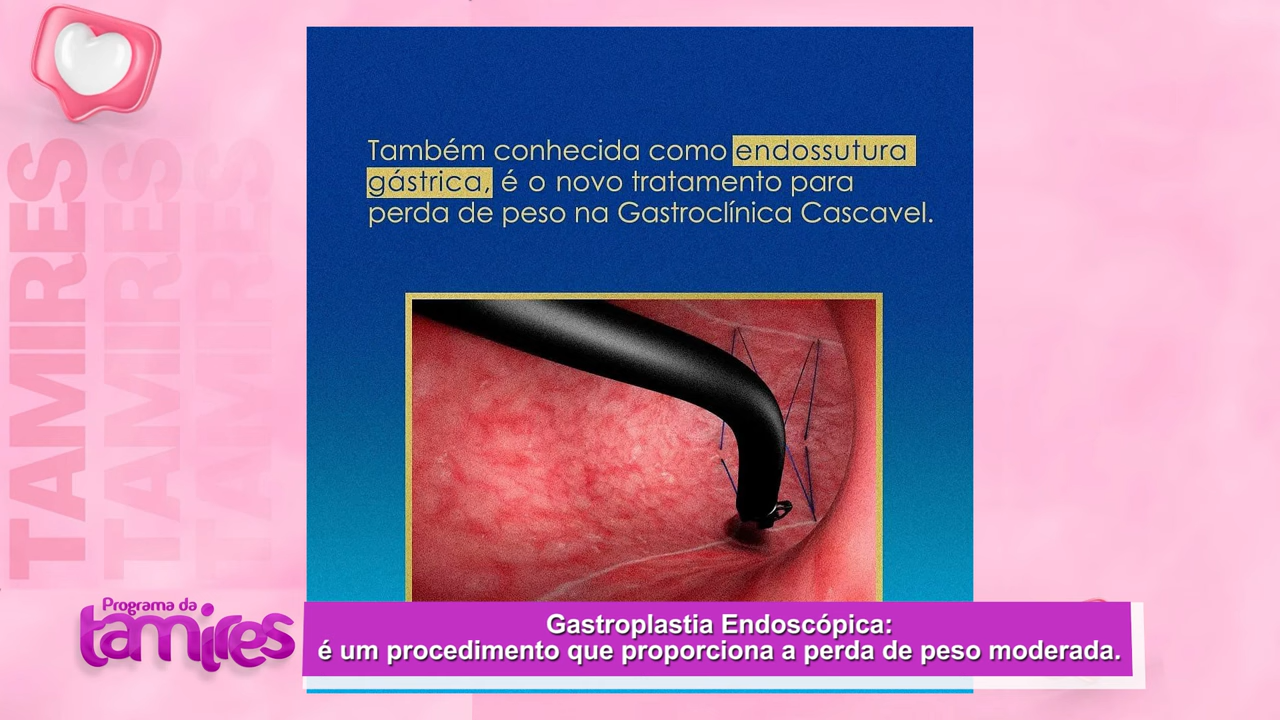 Também conhecida como endossutura
gástrica, é o novo tratamento para
perda de peso na Gastroclínica Cascavel.
TAMIRES
TAMIRES
TAMIRES
Programa da
tamires
Gastroplastia Endoscópica:
é um procedimento que proporciona a perda de peso moderada.